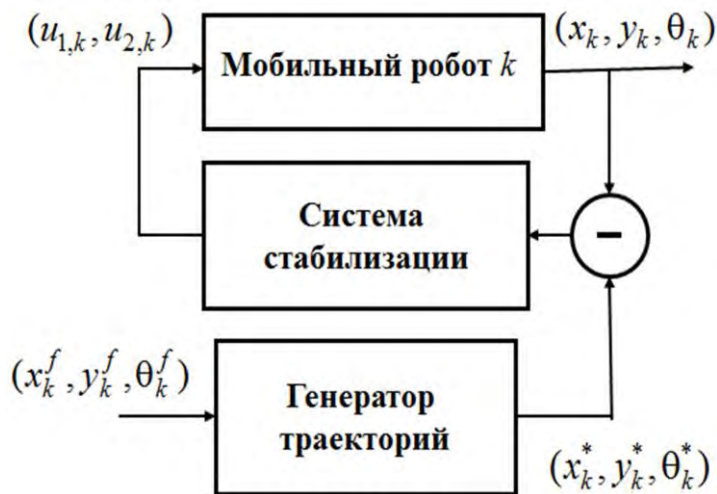 (u_{1,k}, u_{2,k})
(x_k, y_k, θ_k)
Мобильный робот k
Система
стабилизации
−
(x_k^f, y_k^f, θ_k^f)
Генератор
траекторий
(x_k^*, y_k^*, θ_k^*)